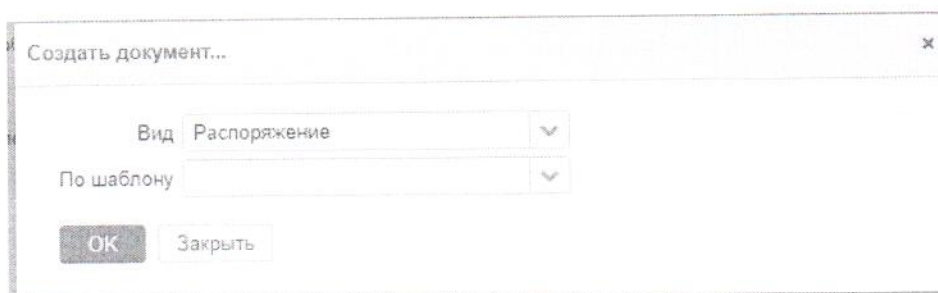 Создать документ...
Вид Распоряжение
По шаблону
OK Закрыть